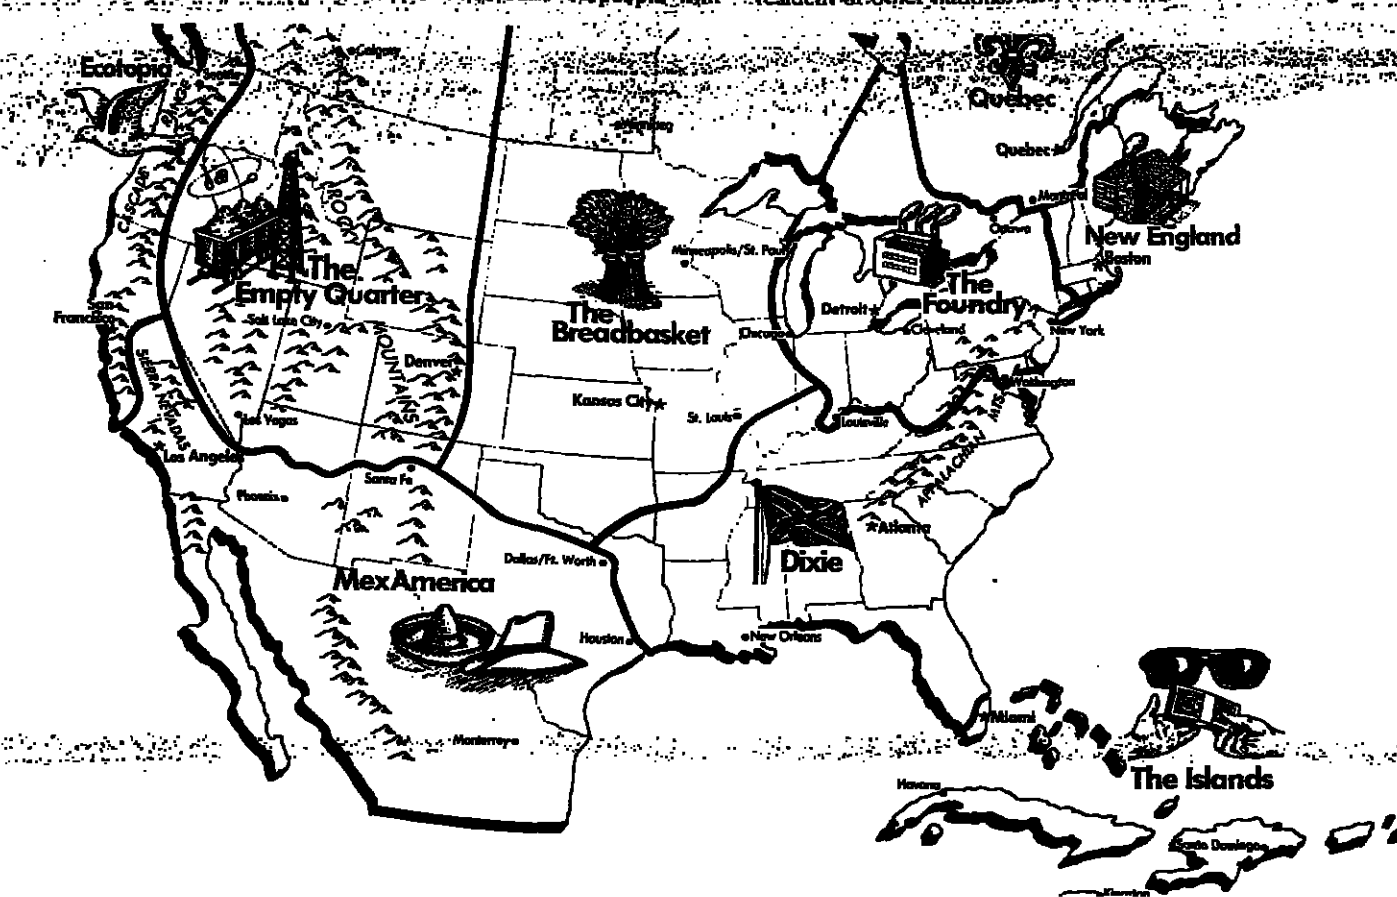 Calgary
Ecotopia
Seattle
RANGE
Winnipeg
Quebec
Quebec
Montreal
Ottawa
CASCADE
ROCKY
New England
Boston
Minneapolis/St. Paul
The
Empty Quarter
The
Foundry
San
Francisco
Salt Lake City
The
Breadbasket
Detroit
Chicago
Cleveland
New York
SIERRA NEVADAS
MOUNTAINS
Denver
Washington
Kansas City
St. Louis
Louisville
Las Vegas
APPALACHIAN MTS.
Los Angeles
Santa Fe
Phoenix
Atlanta
Dallas/Ft. Worth
Dixie
MexAmerica
Houston
New Orleans
Miami
Monterrey
The Islands
Havana
Santo Domingo
Kingston